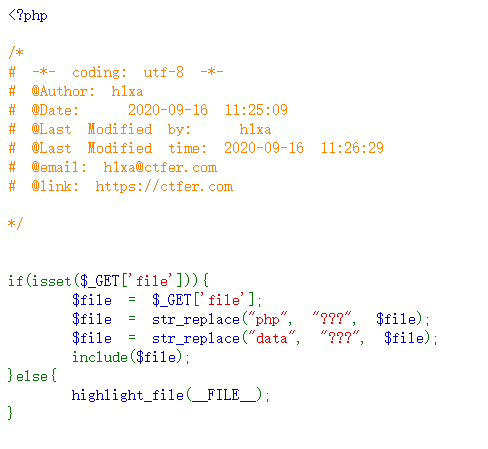 <?php
/*
# -*- coding: utf-8 -*-
# @Author: h1xa
# @Date:   2020-09-16 11:25:09
# @Last Modified by:   h1xa
# @Last Modified time: 2020-09-16 11:26:29
# @email: h1xa@ctfer.com
# @link: https://ctfer.com
*/
if(isset($_GET['file'])){
    $file = $_GET['file'];
    $file = str_replace("php", "???", $file);
    $file = str_replace("data", "???", $file);
    include($file);
}else{
    highlight_file(__FILE__);
}